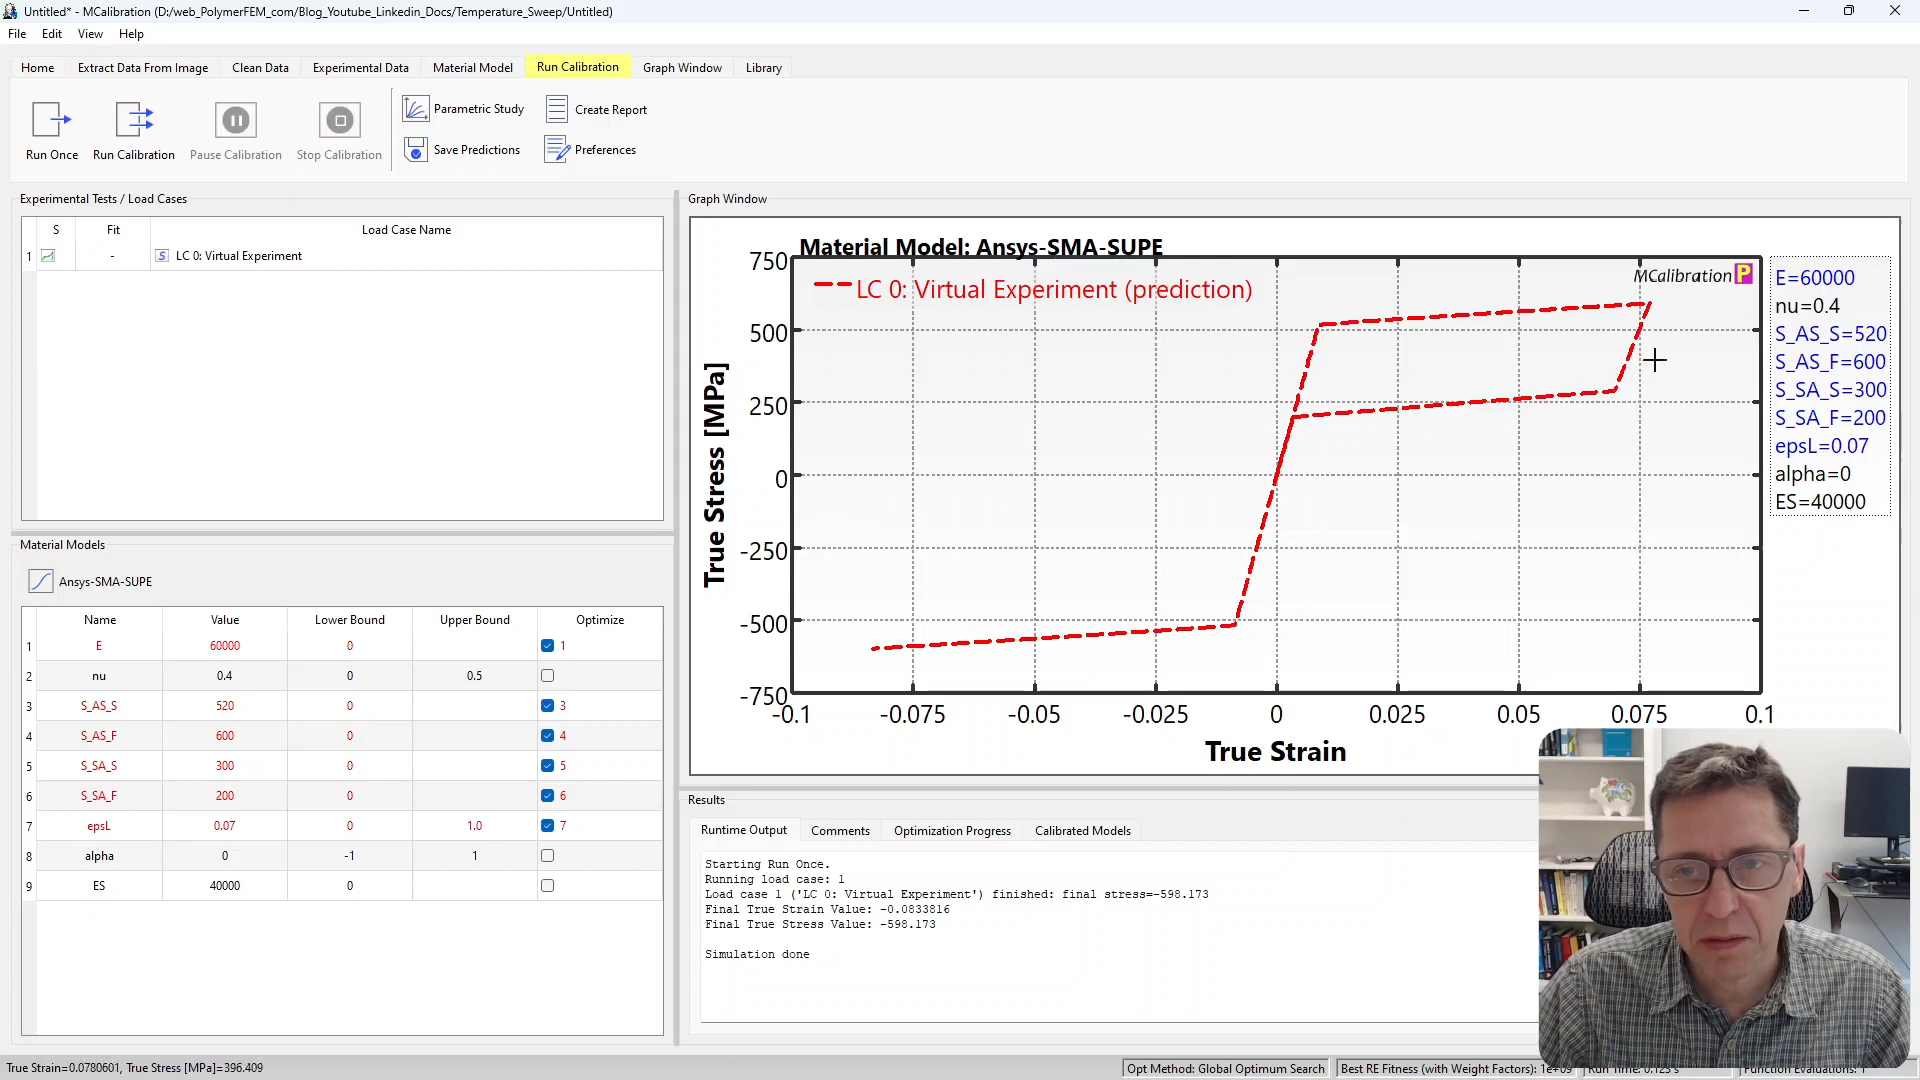 Untitled* - MCalibration (D:/web_PolymerFEM_com/Blog_Youtube_Linkedin_Docs/Temperature_Sweep/Untitled)
File Edit View Help
Home Extract Data From Image Clean Data Experimental Data Material Model Run Calibration Graph Window Library
Run Once Run Calibration Pause Calibration Stop Calibration
Parametric Study Create Report
Save Predictions Preferences
Experimental Tests / Load Cases
S Fit Load Case Name
1 - S LC 0: Virtual Experiment
Material Models
Ansys-SMA-SUPE
Name Value Lower Bound Upper Bound Optimize
1 E 60000 0 1
2 nu 0.4 0 0.5
3 S_AS_S 520 0 3
4 S_AS_F 600 0 4
5 S_SA_S 300 0 5
6 S_SA_F 200 0 6
7 epsL 0.07 0 1.0 7
8 alpha 0 -1 1
9 ES 40000 0
Graph Window
Material Model: Ansys-SMA-SUPE
LC 0: Virtual Experiment (prediction)
MCalibration P
True Stress [MPa]
750
500
250
0
-250
-500
-750
-0.1 -0.075 -0.05 -0.025 0 0.025 0.05 0.075 0.1
True Strain
E=60000
nu=0.4
S_AS_S=520
S_AS_F=600
S_SA_S=300
S_SA_F=200
epsL=0.07
alpha=0
ES=40000
Results
Runtime Output Comments Optimization Progress Calibrated Models
Starting Run Once.
Running load case: 1
Load case 1 ('LC 0: Virtual Experiment') finished: final stress=-598.173
Final True Strain Value: -0.0833816
Final True Stress Value: -598.173
Simulation done
True Strain=0.0780601, True Stress [MPa]=396.409
Opt Method: Global Optimum Search
Best RE Fitness (with Weight Factors): 1e+09